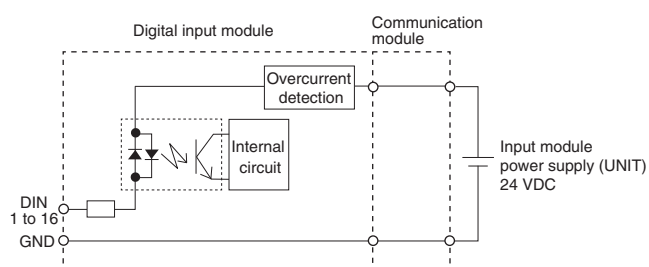 Digital input module
Communication
module
Overcurrent
detection
Internal
circuit
Input module
power supply (UNIT)
24 VDC
DIN
1 to 16
GND